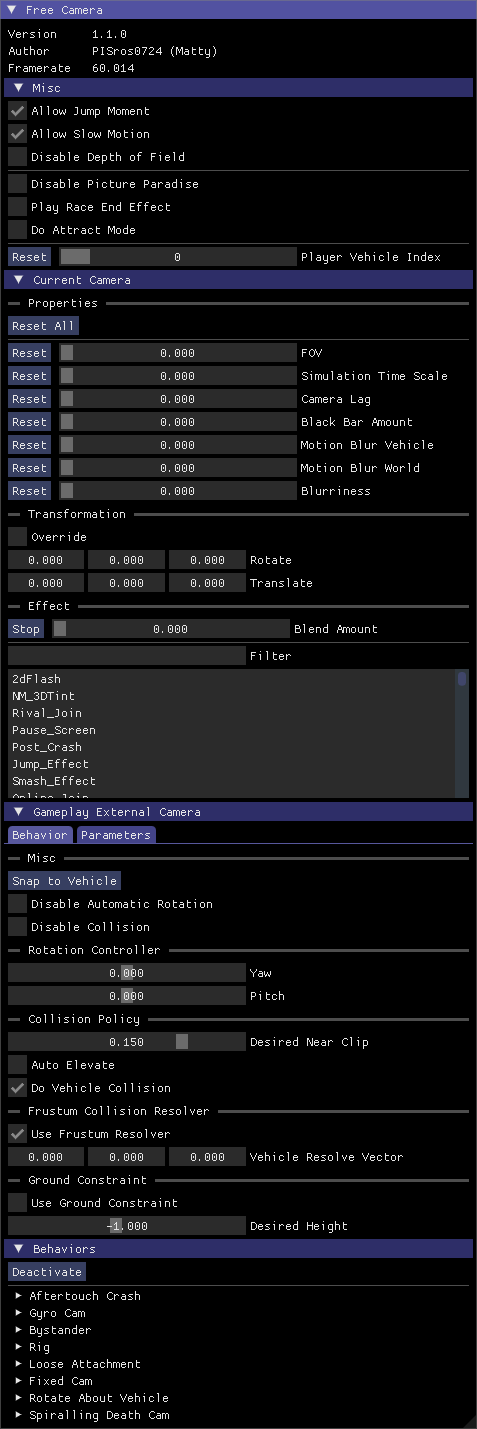 Free Camera
Version 1.1.0
Author PISros0724 (Matty)
Framerate 60.014
Misc
Allow Jump Moment
Allow Slow Motion
Disable Depth of Field
Disable Picture Paradise
Play Race End Effect
Do Attract Mode
Reset 0 Player Vehicle Index
Current Camera
Properties
Reset All
Reset 0.000 FOV
Reset 0.000 Simulation Time Scale
Reset 0.000 Camera Lag
Reset 0.000 Black Bar Amount
Reset 0.000 Motion Blur Vehicle
Reset 0.000 Motion Blur World
Reset 0.000 Blurriness
Transformation
Override
0.000 0.000 0.000 Rotate
0.000 0.000 0.000 Translate
Effect
Stop 0.000 Blend Amount
Filter
2dFlash
NM_3DTint
Rival_Join
Pause_Screen
Post_Crash
Jump_Effect
Smash_Effect
Online_Join
Gameplay External Camera
Behavior Parameters
Misc
Snap to Vehicle
Disable Automatic Rotation
Disable Collision
Rotation Controller
0.000 Yaw
0.000 Pitch
Collision Policy
0.150 Desired Near Clip
Auto Elevate
Do Vehicle Collision
Frustum Collision Resolver
Use Frustum Resolver
0.000 0.000 0.000 Vehicle Resolve Vector
Ground Constraint
Use Ground Constraint
-1.000 Desired Height
Behaviors
Deactivate
Aftertouch Crash
Gyro Cam
Bystander
Rig
Loose Attachment
Fixed Cam
Rotate About Vehicle
Spiralling Death Cam